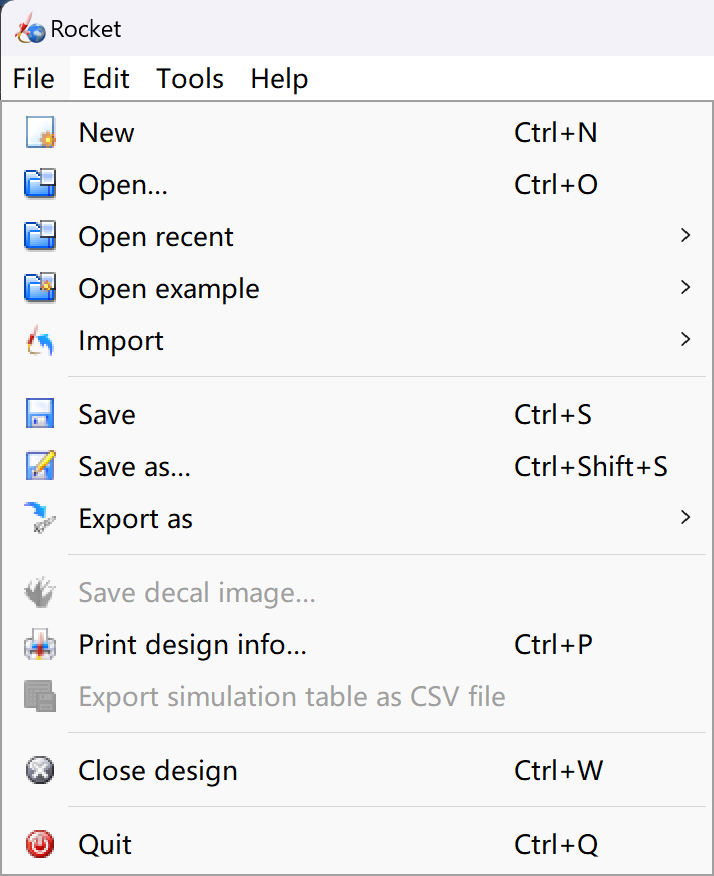 Rocket
File Edit Tools Help
New Ctrl+N
Open... Ctrl+O
Open recent >
Open example >
Import >
Save Ctrl+S
Save as... Ctrl+Shift+S
Export as >
Save decal image...
Print design info... Ctrl+P
Export simulation table as CSV file
Close design Ctrl+W
Quit Ctrl+Q